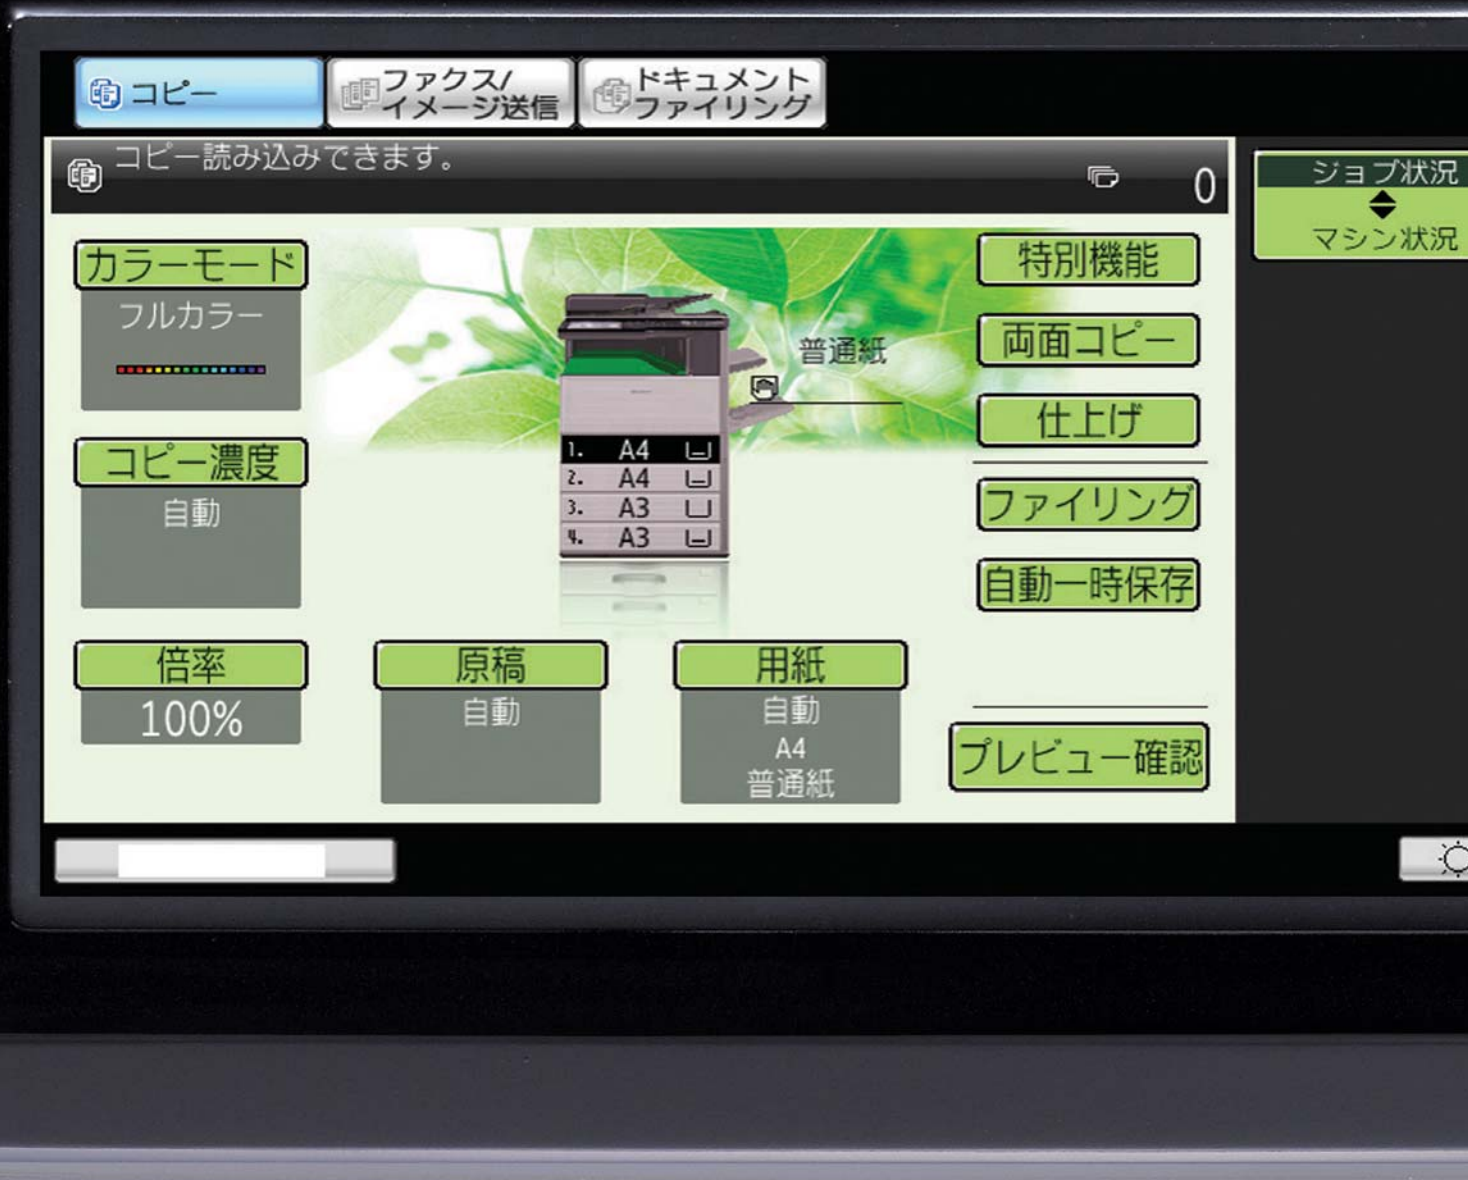 コピー
ファクス/
イメージ送信
ドキュメント
ファイリング
コピー読み込みできます。
0
ジョブ状況
マシン状況
カラーモード
フルカラー
コピー濃度
自動
倍率
100%
普通紙
1. A4
2. A4
3. A3
4. A3
原稿
自動
用紙
自動
A4
普通紙
特別機能
両面コピー
仕上げ
ファイリング
自動一時保存
プレビュー確認